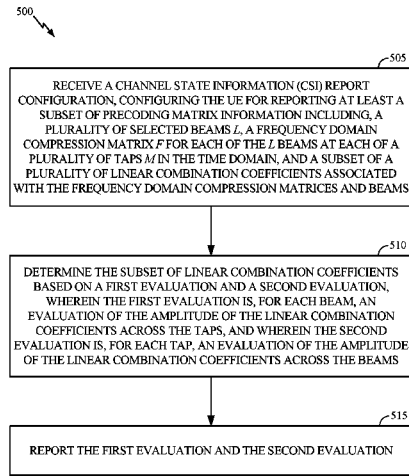 500
505
RECEIVE A CHANNEL STATE INFORMATION (CSI) REPORT
CONFIGURATION, CONFIGURING THE UE FOR REPORTING AT LEAST A
SUBSET OF PRECODING MATRIX INFORMATION INCLUDING, A
PLURALITY OF SELECTED BEAMS L, A FREQUENCY DOMAIN
COMPRESSION MATRIX F FOR EACH OF THE L BEAMS AT EACH OF A
PLURALITY OF TAPS M IN THE TIME DOMAIN, AND A SUBSET OF A
PLURALITY OF LINEAR COMBINATION COEFFICIENTS ASSOCIATED
WITH THE FREQUENCY DOMAIN COMPRESSION MATRICES AND BEAMS
510
DETERMINE THE SUBSET OF LINEAR COMBINATION COEFFICIENTS
BASED ON A FIRST EVALUATION AND A SECOND EVALUATION,
WHEREIN THE FIRST EVALUATION IS, FOR EACH BEAM, AN
EVALUATION OF THE AMPLITUDE OF THE LINEAR COMBINATION
COEFFICIENTS ACROSS THE TAPS, AND WHEREIN THE SECOND
EVALUATION IS, FOR EACH TAP, AN EVALUATION OF THE AMPLITUDE
OF THE LINEAR COMBINATION COEFFICIENTS ACROSS THE BEAMS
515
REPORT THE FIRST EVALUATION AND THE SECOND EVALUATION